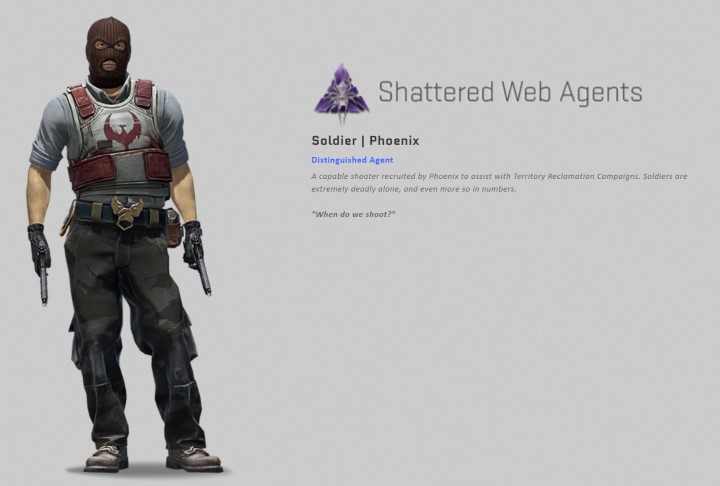 Shattered Web Agents
Soldier | Phoenix
Distinguished Agent
A capable shooter recruited by Phoenix to assist with Territory Reclamation Campaigns. Soldiers are
extremely deadly alone, and even more so in numbers.
"When do we shoot?"